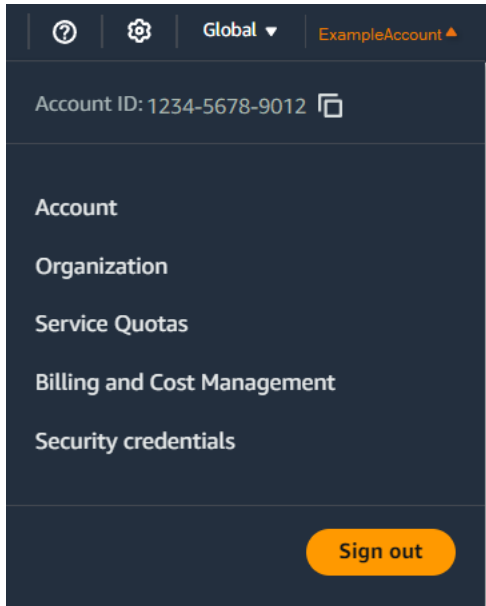 Global ExampleAccount
Account ID: 1234-5678-9012
Account
Organization
Service Quotas
Billing and Cost Management
Security credentials
Sign out